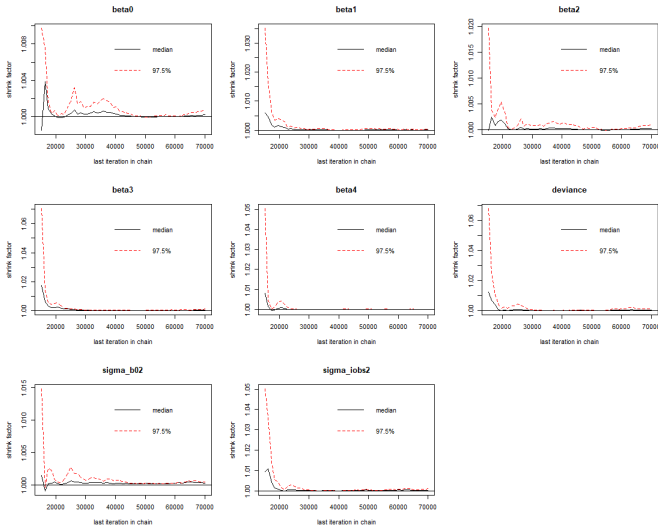 beta0
shrink factor
1.000 1.004 1.008
median
97.5%
20000 30000 40000 50000 60000 70000
last iteration in chain
beta1
shrink factor
1.000 1.010 1.020 1.030
median
97.5%
20000 30000 40000 50000 60000 70000
last iteration in chain
beta2
shrink factor
1.000 1.005 1.010 1.015 1.020
median
97.5%
20000 30000 40000 50000 60000 70000
last iteration in chain
beta3
shrink factor
1.00 1.02 1.04 1.06
median
97.5%
20000 30000 40000 50000 60000 70000
last iteration in chain
beta4
shrink factor
1.00 1.01 1.02 1.03 1.04 1.05
median
97.5%
20000 30000 40000 50000 60000 70000
last iteration in chain
deviance
shrink factor
1.00 1.02 1.04 1.06
median
97.5%
20000 30000 40000 50000 60000 70000
last iteration in chain
sigma_b02
shrink factor
1.000 1.005 1.010 1.015
median
97.5%
20000 30000 40000 50000 60000 70000
last iteration in chain
sigma_iobs2
shrink factor
1.00 1.01 1.02 1.03 1.04 1.05
median
97.5%
20000 30000 40000 50000 60000 70000
last iteration in chain